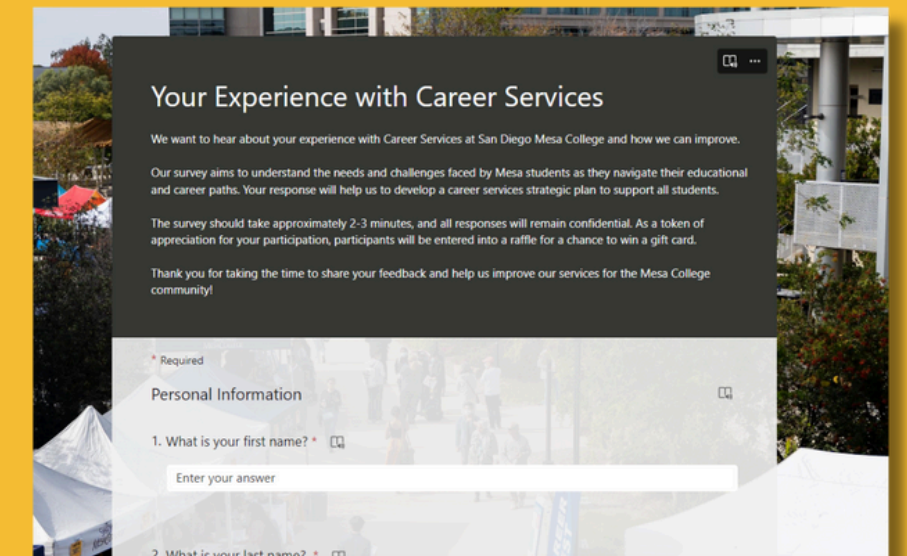 Your Experience with Career Services
We want to hear about your experience with Career Services at San Diego Mesa College and how we can improve.
Our survey aims to understand the needs and challenges faced by Mesa students as they navigate their educational
and career paths. Your response will help us to develop a career services strategic plan to support all students.
The survey should take approximately 2-3 minutes, and all responses will remain confidential. As a token of
appreciation for your participation, participants will be entered into a raffle for a chance to win a gift card.
Thank you for taking the time to share your feedback and help us improve our services for the Mesa College
community!
* Required
Personal Information
1. What is your first name? *
Enter your answer
2. What is your last name? *